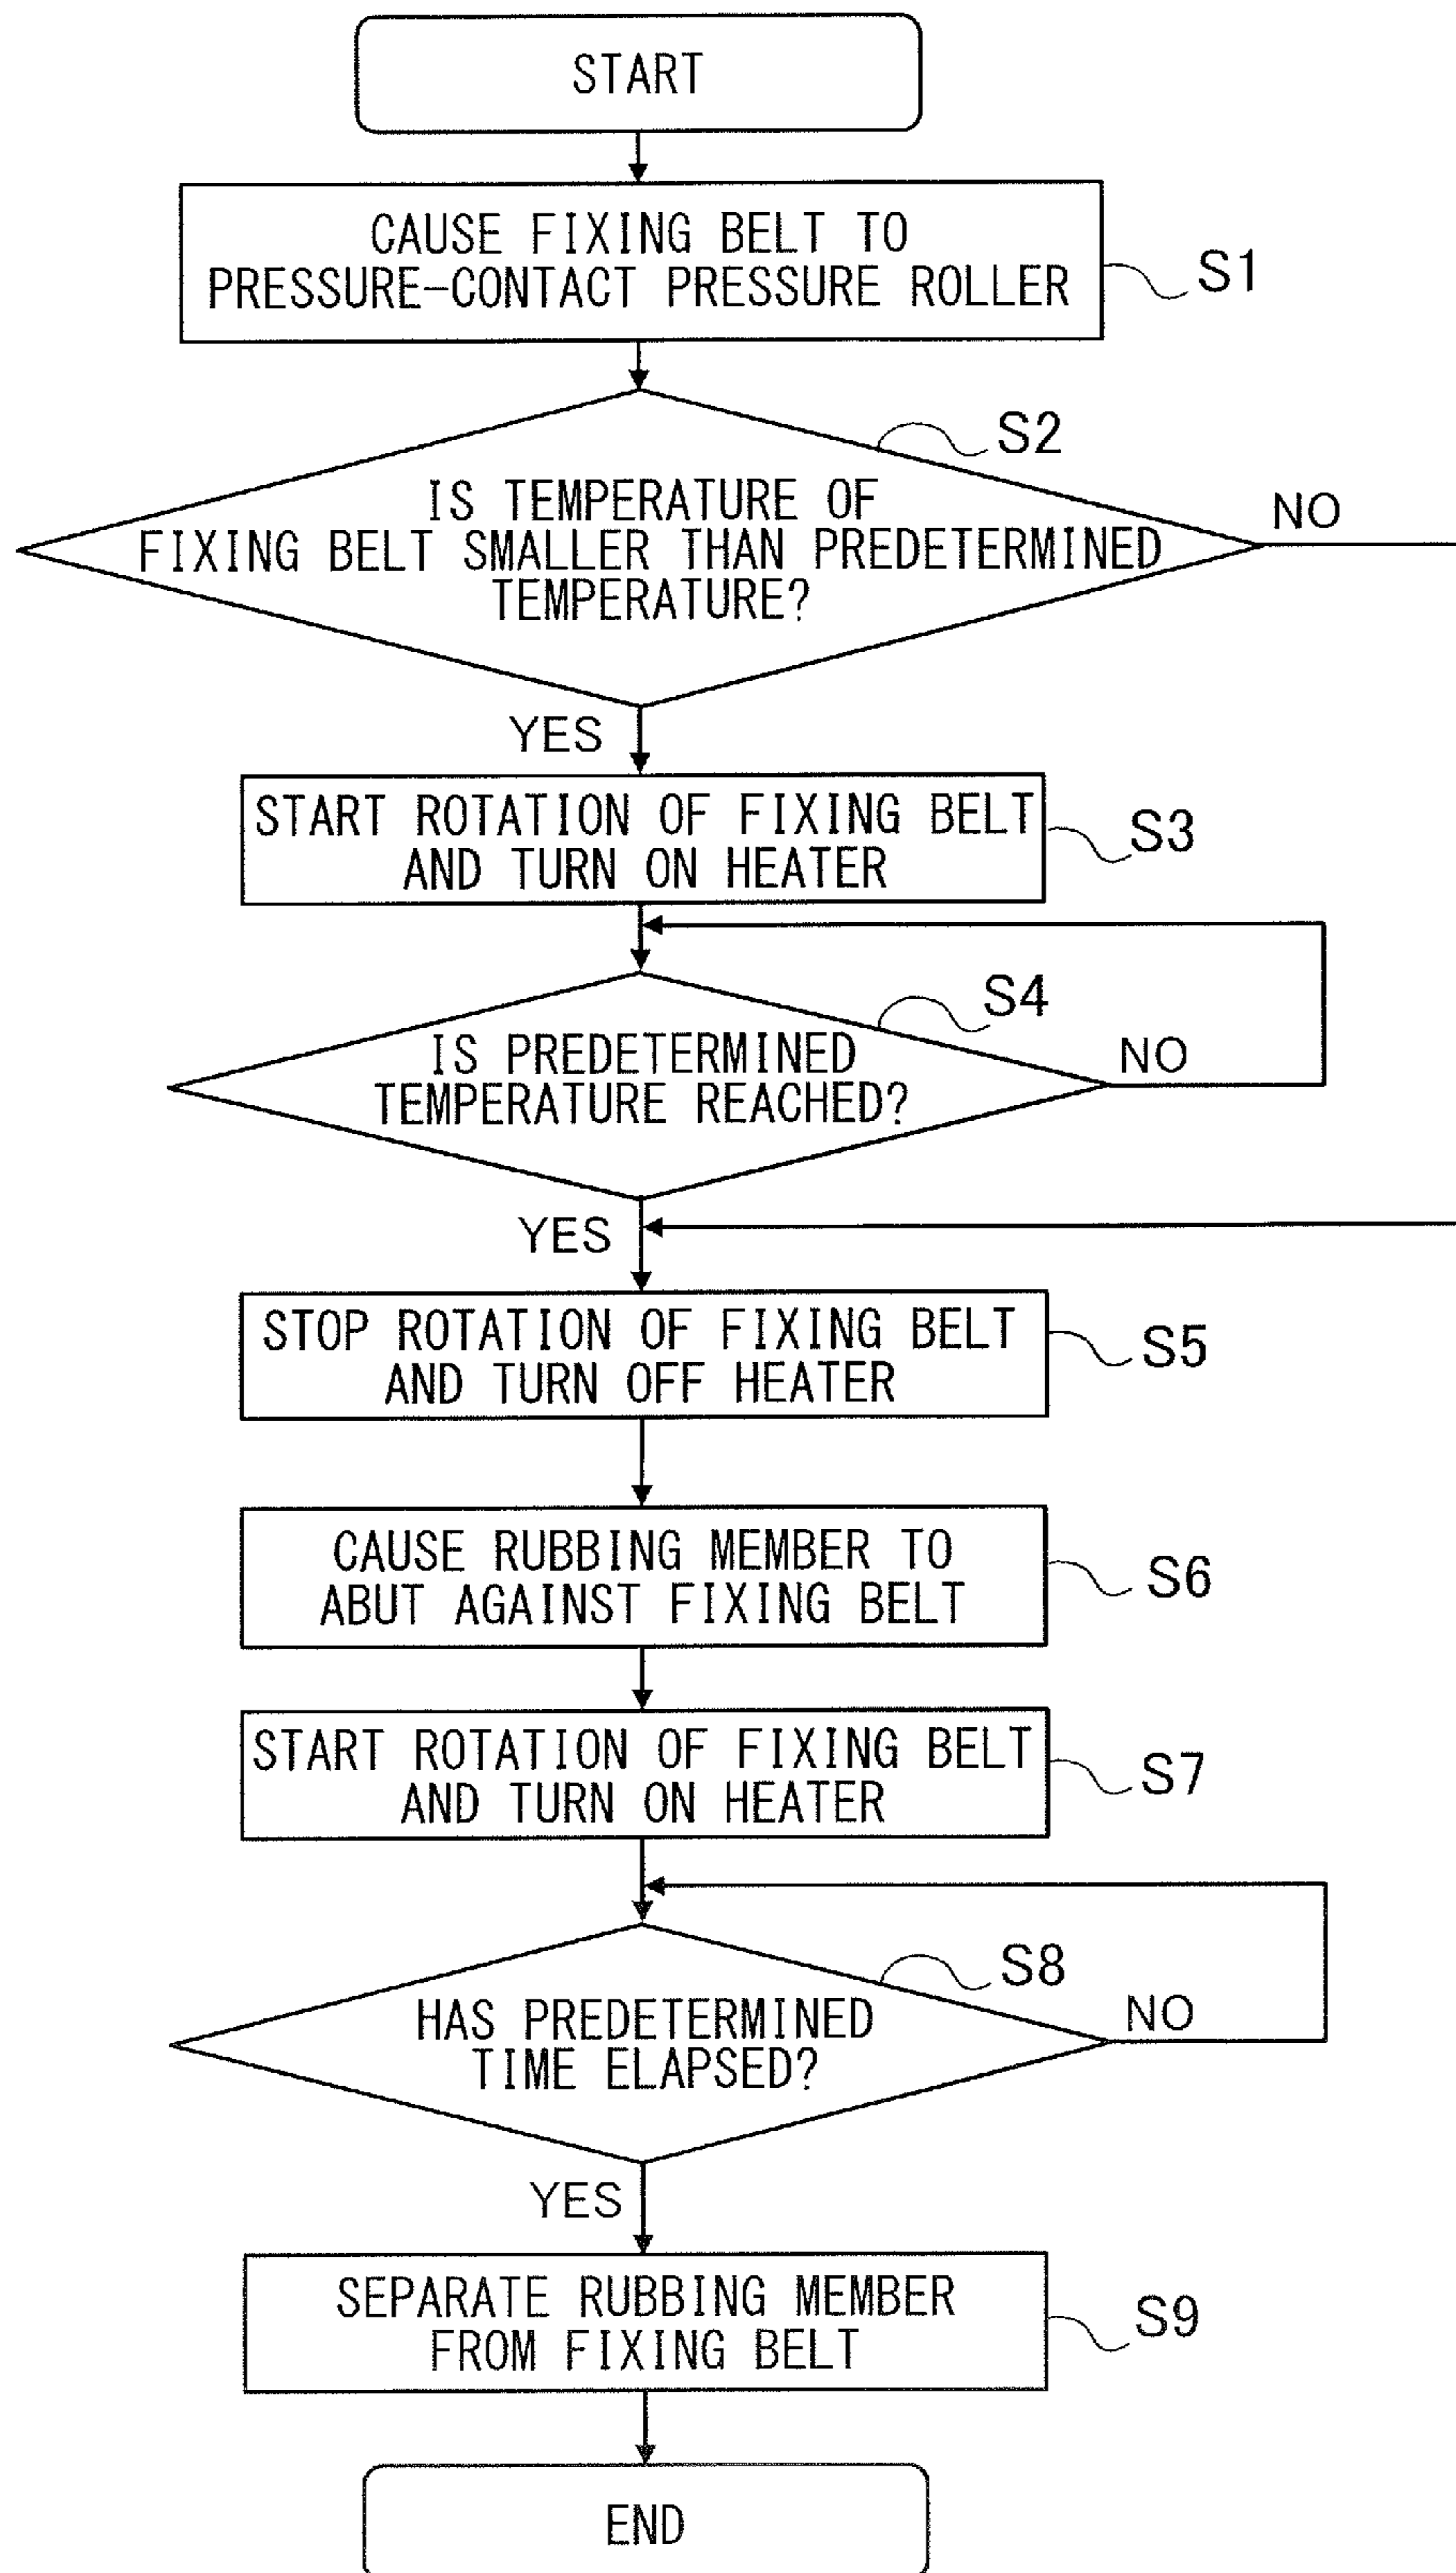 START
CAUSE FIXING BELT TO
PRESSURE-CONTACT PRESSURE ROLLER
S1
S2
IS TEMPERATURE OF
FIXING BELT SMALLER THAN PREDETERMINED
TEMPERATURE?
NO
YES
START ROTATION OF FIXING BELT
AND TURN ON HEATER
S3
S4
IS PREDETERMINED
TEMPERATURE REACHED?
NO
YES
STOP ROTATION OF FIXING BELT
AND TURN OFF HEATER
S5
CAUSE RUBBING MEMBER TO
ABUT AGAINST FIXING BELT
S6
START ROTATION OF FIXING BELT
AND TURN ON HEATER
S7
S8
HAS PREDETERMINED
TIME ELAPSED?
NO
YES
SEPARATE RUBBING MEMBER
FROM FIXING BELT
S9
END